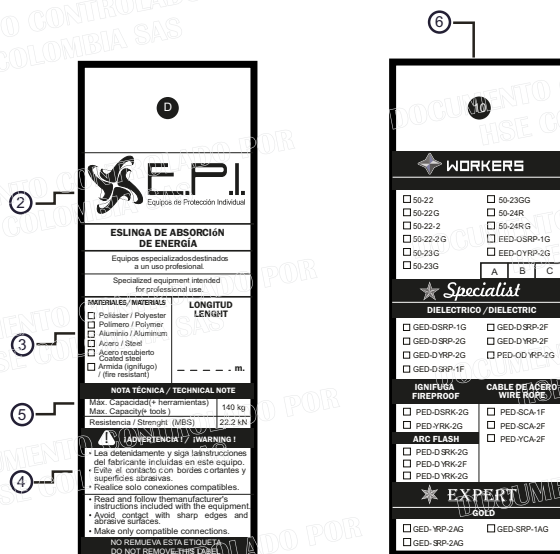 6
D
10
E.P.I.
Equipos de Protección Individual
2
ESLINGA DE ABSORCIóN
DE ENERGÍA
Equipos especializadosdestinados
a un uso profesional.
Specialized equipment intended
for professional use.
MATERIALES / MATERIALS
Poliéster / Polyester
Polimero / Polymer
Aluminio / Aluminum
Acero / Steel
Acero recubierto
Coated steel
Armida (ignifugo)
/ (fire resistant)
LONGITUD
LENGHT
m.
3
NOTA TÉCNICA / TECHNICAL NOTE
5
Máx. Capacidad(+ herramientas)
Max. Capacity(+ tools )
140 kg
Resistencia / Strenght (MBS)
22.2 kN
¡ADVERTENCIA ! / ¡WARNING !
4
• Lea detenidamente y siga lainstrucciones
del fabricante incluidas en este equipo.
• Evite el contacto con bordes cortantes y
superficies abrasivas.
• Realice solo conexiones compatibles.
• Read and follow themanufacturer's
instructions included with the equipment.
• Avoid contact with sharp edges and
abrasive surfaces.
• Make only compatible connections.
NO REMUEVA ESTA ETIQUETA
DO NOT REMOVE THIS LABEL
WORKERS
50-22
50-22G
50-22-2
50-22-2G
50-23G
50-23G
50-23GG
50-24R
50-24RG
EED-OSRP-1G
EED-OYRP-2G
A B C
Specialist
DIELECTRICO /DIELECTRIC
GED-DSRP-1G
GED-DSRP-2G
GED-DYRP-2G
GED-DSRP-1F
GED-DSRP-2F
GED-DYRP-2F
PED-OD YRP-2G
IGNIFUGA
FIREPROOF
PED-DSRK-2G
PED-YRK-2G
ARC FLASH
PED-DSRK-2G
PED-DYRK-2F
PED-DYRK-2G
CABLE DE ACERO
WIRE ROPE
PED-SCA-1F
PED-SCA-2F
PED-YCA-2F
EXPERT
GOLD
GED-YRP-2AG
GED-SRP-2AG
GED-SRP-1AG